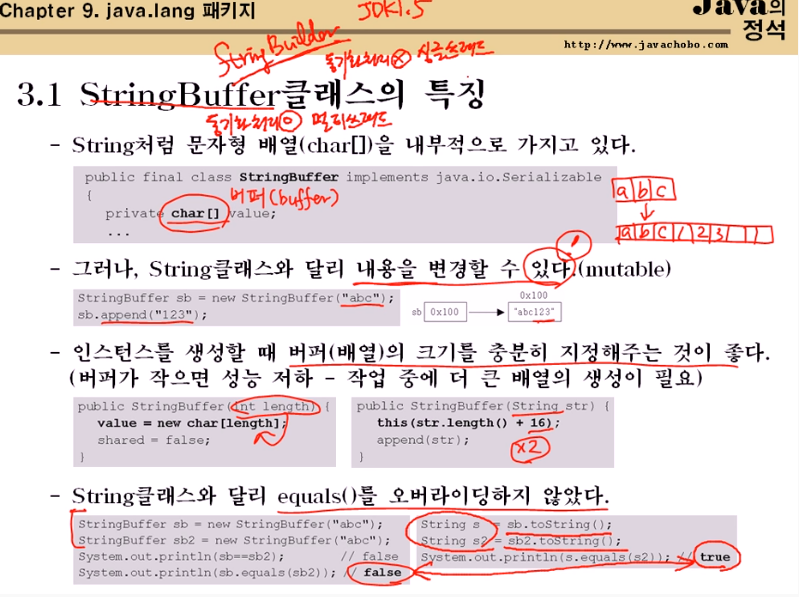 Chapter 9. java.lang 패키지
JDK1.5
Java의
정석
http://www.javachobo.com
StringBuilder
동기화처리 X 싱글쓰레드
3.1 StringBuffer클래스의 특징
동기화처리 O 멀티쓰레드
- String처럼 문자형 배열(char[])을 내부적으로 가지고 있다.
public final class StringBuffer implements java.io.Serializable
{
버퍼(buffer)
private char[] value;
...
a b c
a b c 1 2 3
- 그러나, String클래스와 달리 내용을 변경할 수 있다.(mutable)
StringBuffer sb = new StringBuffer("abc");
sb.append("123");
0x100
sb 0x100 "abc123"
- 인스턴스를 생성할 때 버퍼(배열)의 크기를 충분히 지정해주는 것이 좋다.
(버퍼가 작으면 성능 저하 - 작업 중에 더 큰 배열의 생성이 필요)
public StringBuffer(int length) {
value = new char[length];
shared = false;
}
public StringBuffer(String str) {
this(str.length() + 16);
append(str);
}
x2
- String클래스와 달리 equals()를 오버라이딩하지 않았다.
StringBuffer sb = new StringBuffer("abc");
StringBuffer sb2 = new StringBuffer("abc");
System.out.println(sb==sb2); // false
System.out.println(sb.equals(sb2)); // false
String s = sb.toString();
String s2 = sb2.toString();
System.out.println(s.equals(s2)); // true